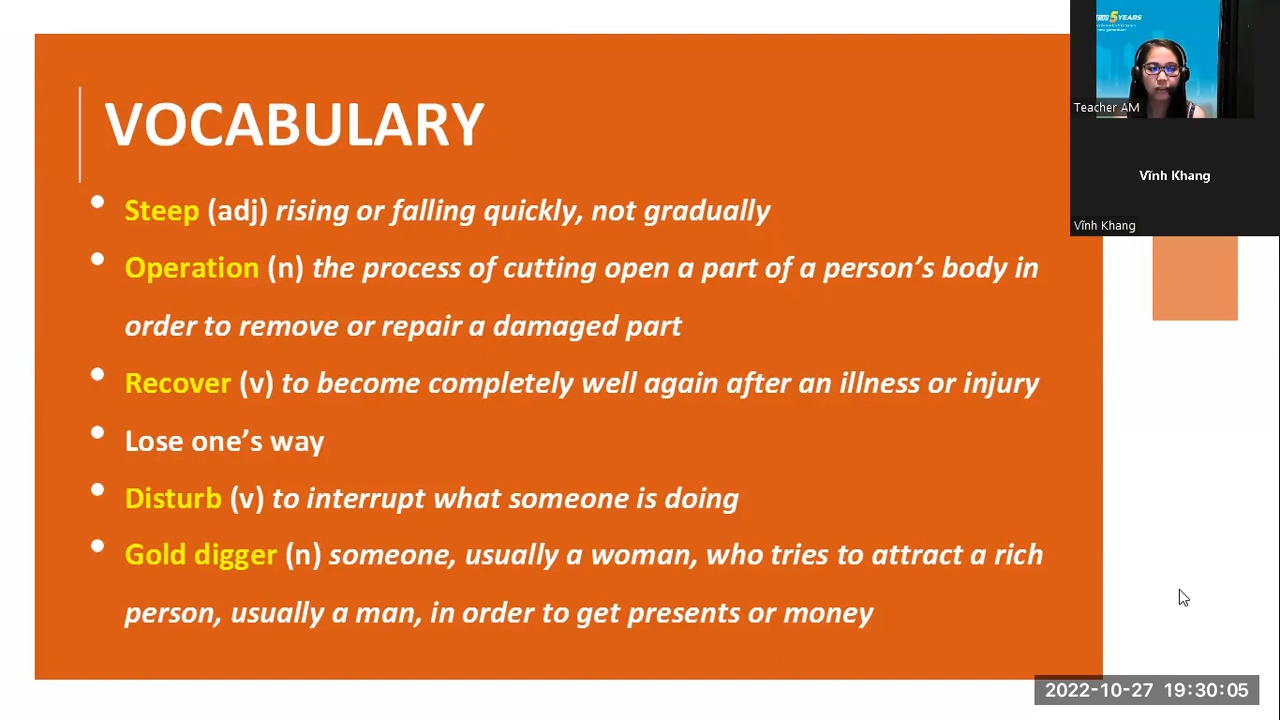 VOCABULARY
Steep (adj) rising or falling quickly, not gradually
Operation (n) the process of cutting open a part of a person's body in
order to remove or repair a damaged part
Recover (v) to become completely well again after an illness or injury
Lose one's way
Disturb (v) to interrupt what someone is doing
Gold digger (n) someone, usually a woman, who tries to attract a rich
person, usually a man, in order to get presents or money
5 YEARS
Teacher AM
Vĩnh Khang
Vĩnh Khang
2022-10-27 19:30:05